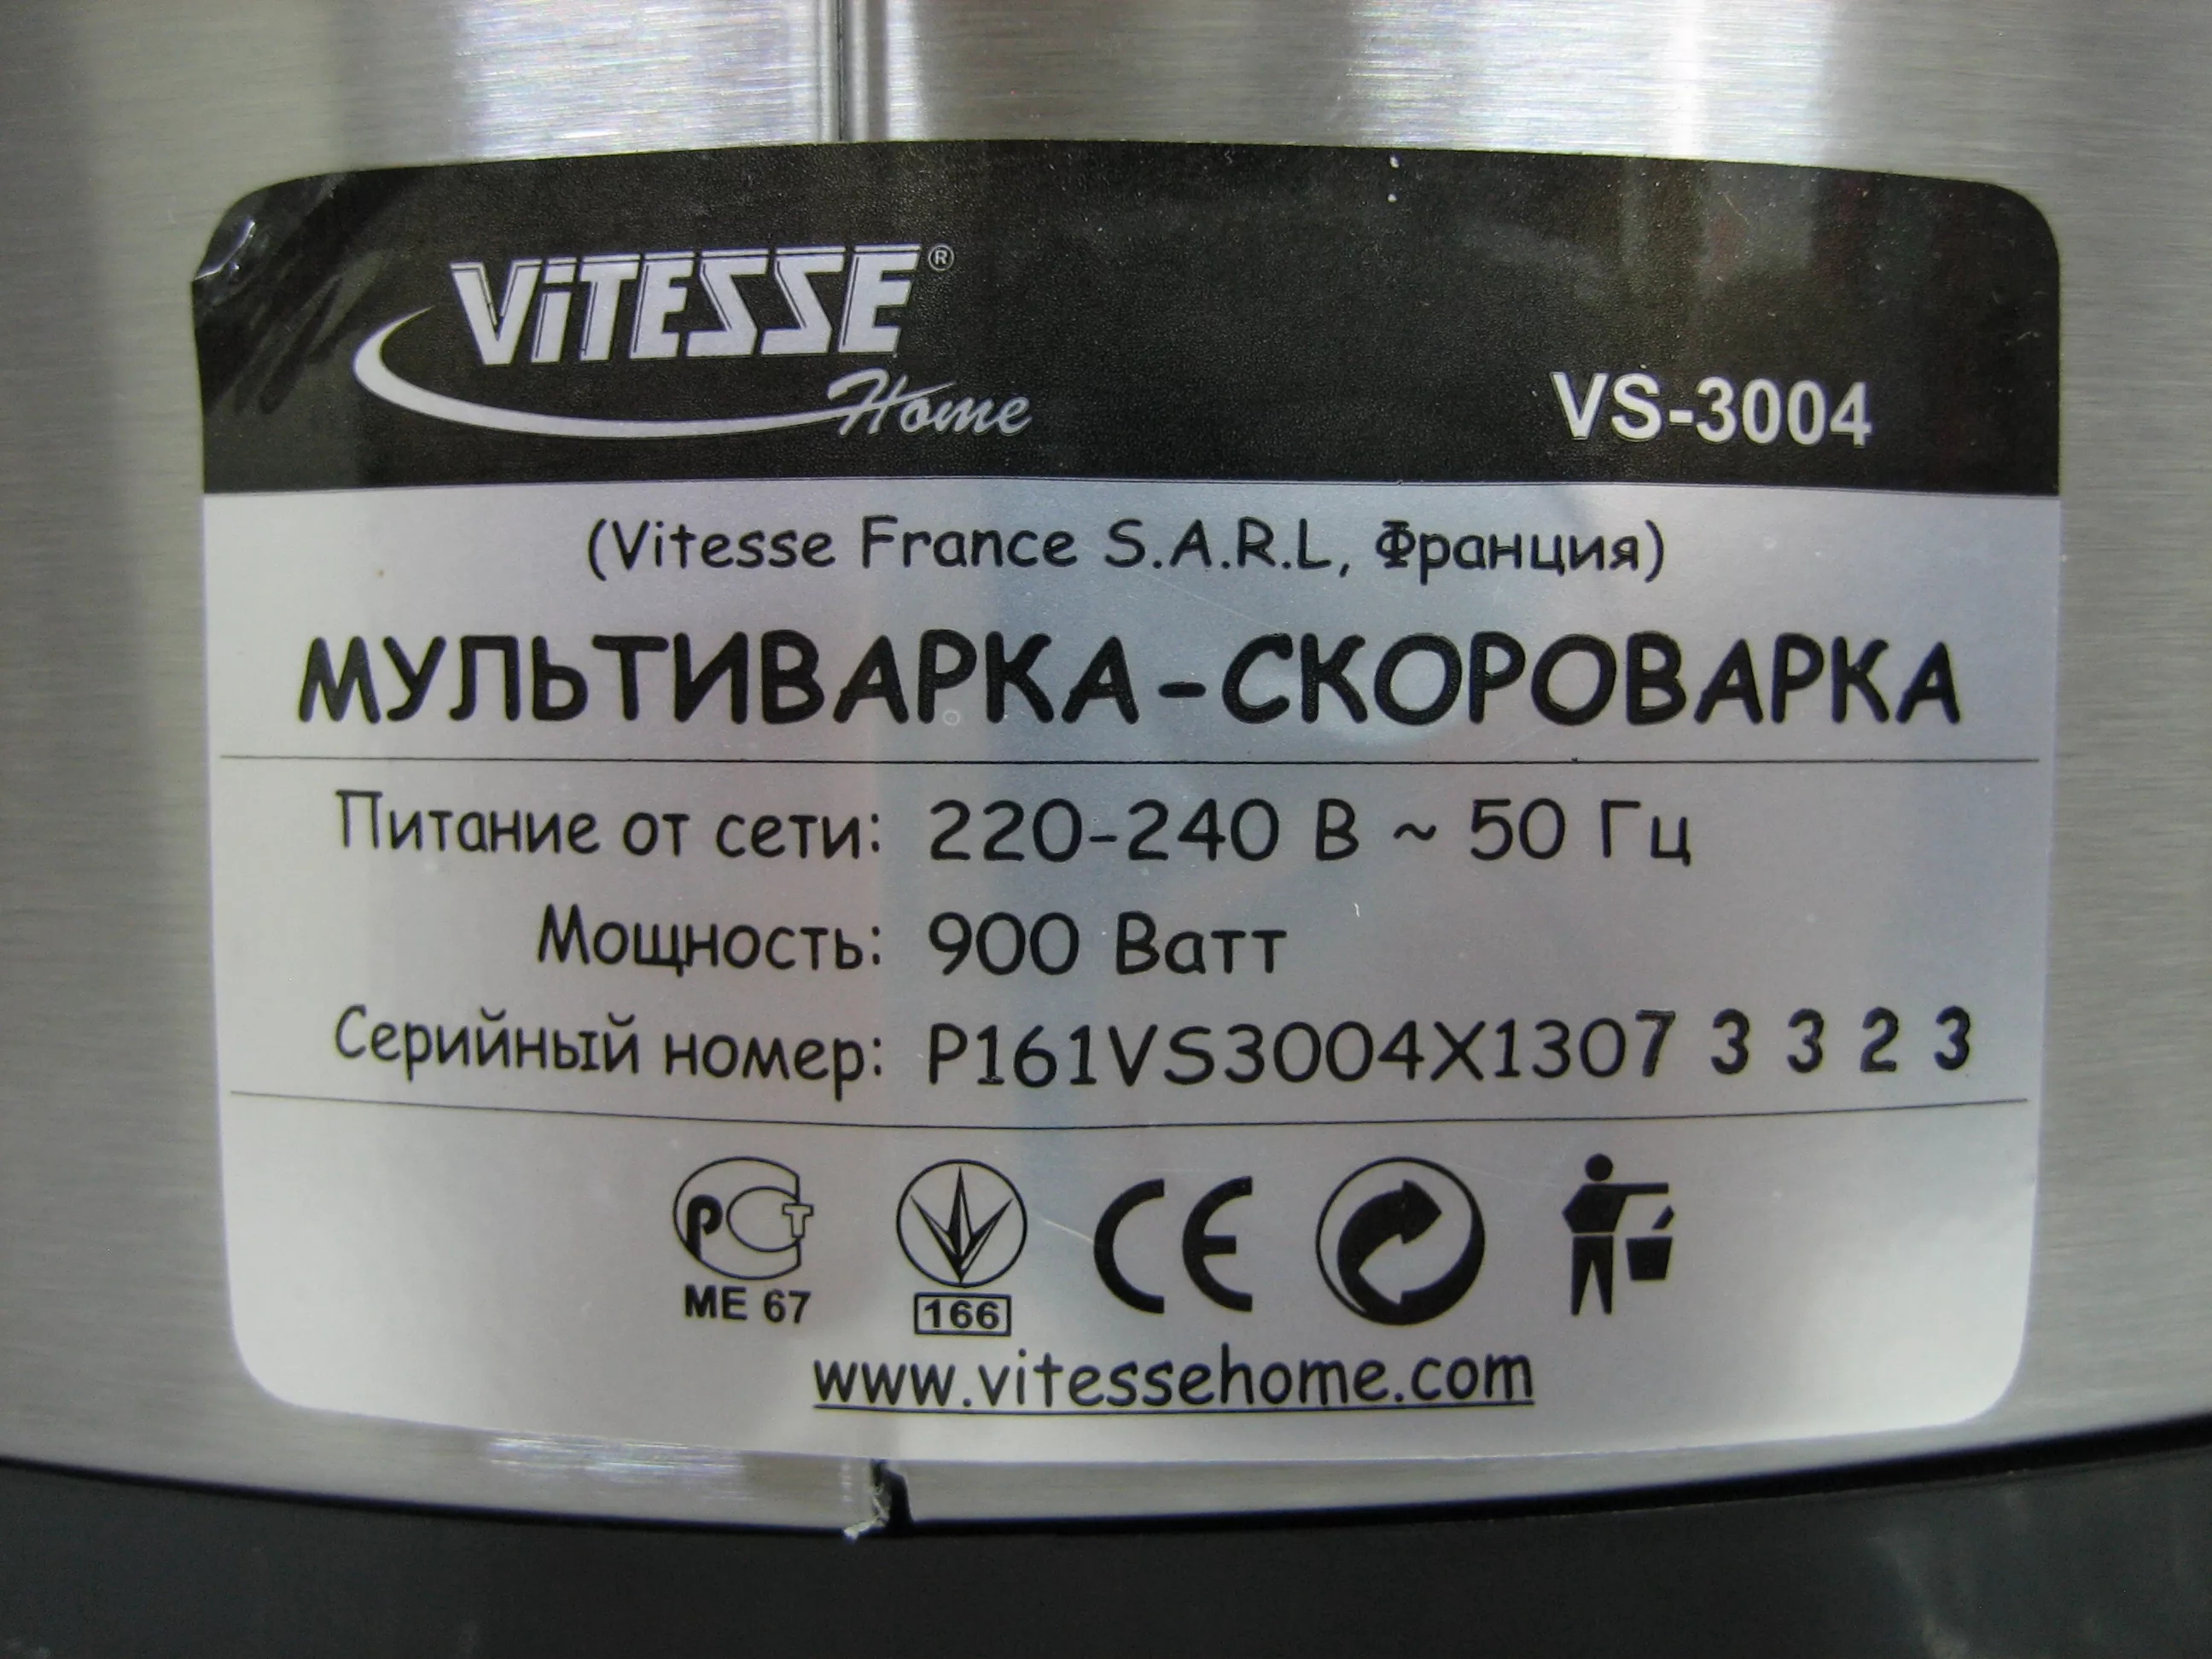 ViTESSE®
Home
VS-3004
(Vitesse France S.A.R.L, Франция)
МУЛЬТИВАРКА-СКОРОВАРКА
Питание от сети: 220-240 В ~ 50 Гц
Мощность: 900 Ватт
Серийный номер: P161VS3004X1307 3 3 2 3
РСТ
CE
ME 67
166
www.vitessehome.com